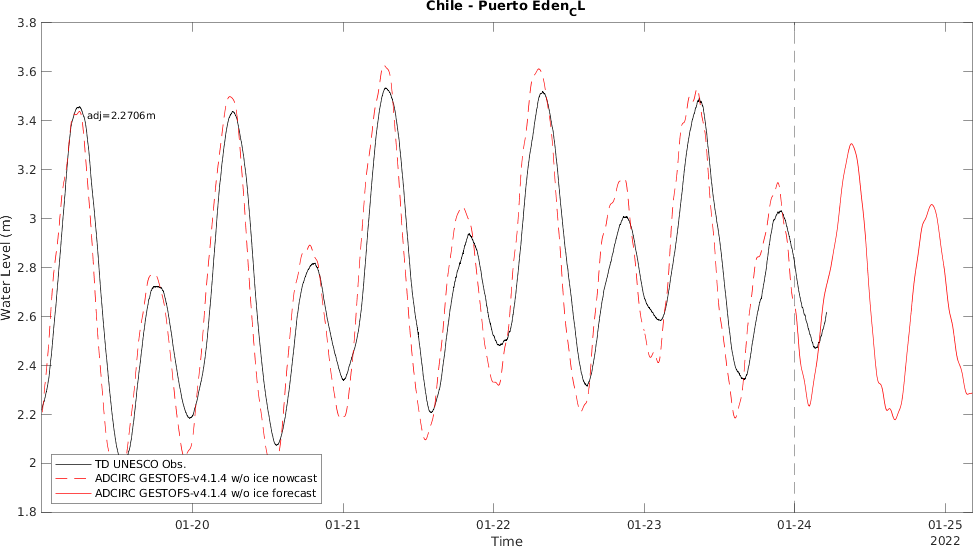 Chile - Puerto Eden_CL
3.8
3.6
3.4
3.2
3
2.8
2.6
2.4
2.2
2
1.8
Water Level (m)
adj=2.2706m
TD UNESCO Obs.
ADCIRC GESTOFS-v4.1.4 w/o ice nowcast
ADCIRC GESTOFS-v4.1.4 w/o ice forecast
01-20
01-21
01-22
01-23
01-24
01-25
Time
2022